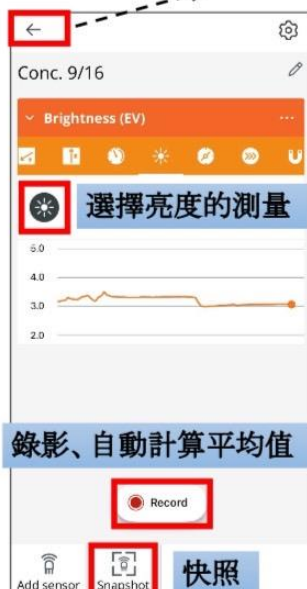 Conc. 9/16
Brightness (EV)
選擇亮度的測量
5.0
4.0
3.0
2.0
錄影、自動計算平均值
Record
Add sensor
Snapshot
快照